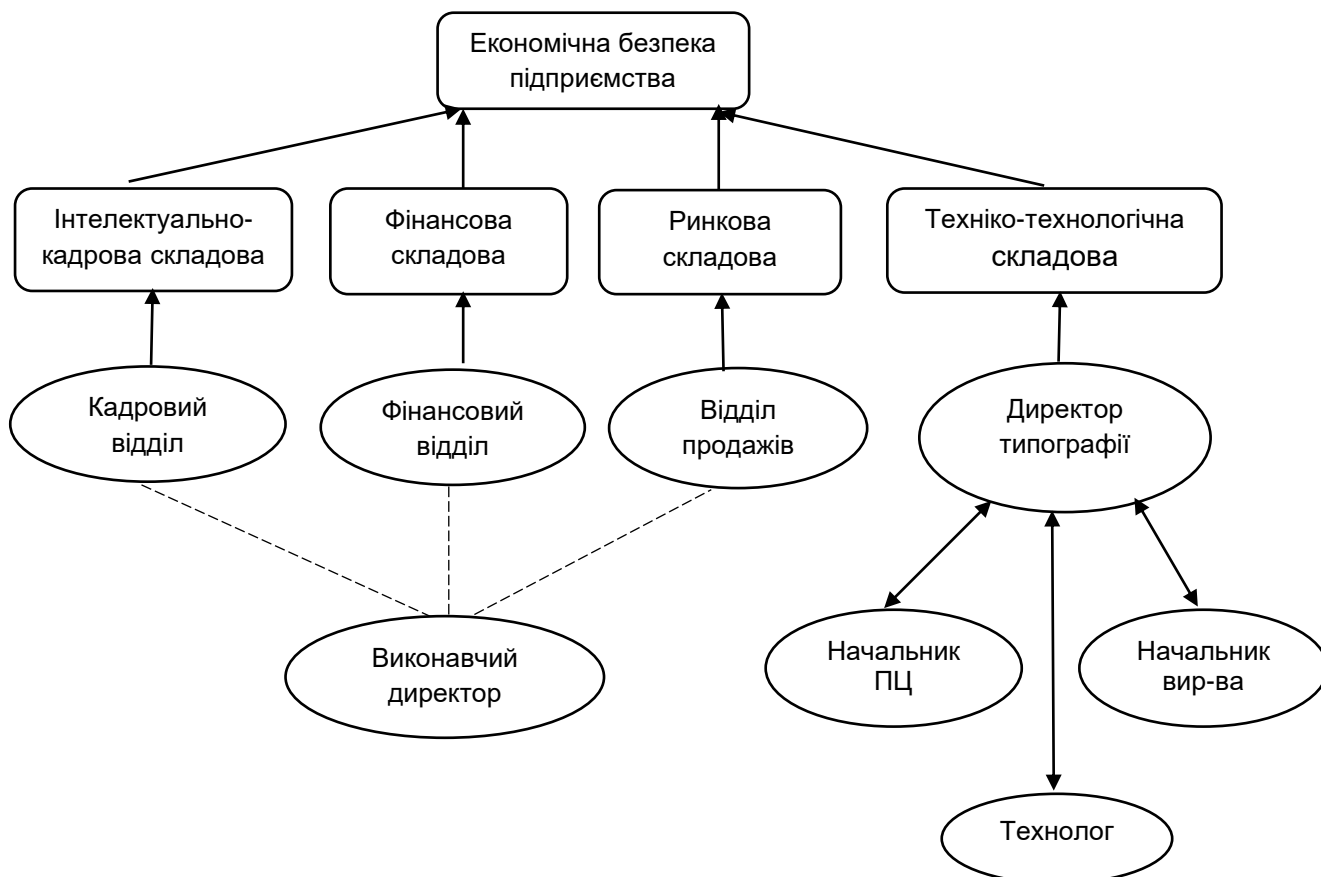 Економічна безпека
підприємства
Інтелектуально-
кадрова складова
Фінансова
складова
Ринкова
складова
Техніко-технологічна
складова
Кадровий
відділ
Фінансовий
відділ
Відділ
продажів
Директор
типографії
Виконавчий
директор
Начальник
ПЦ
Начальник
вир-ва
Технолог